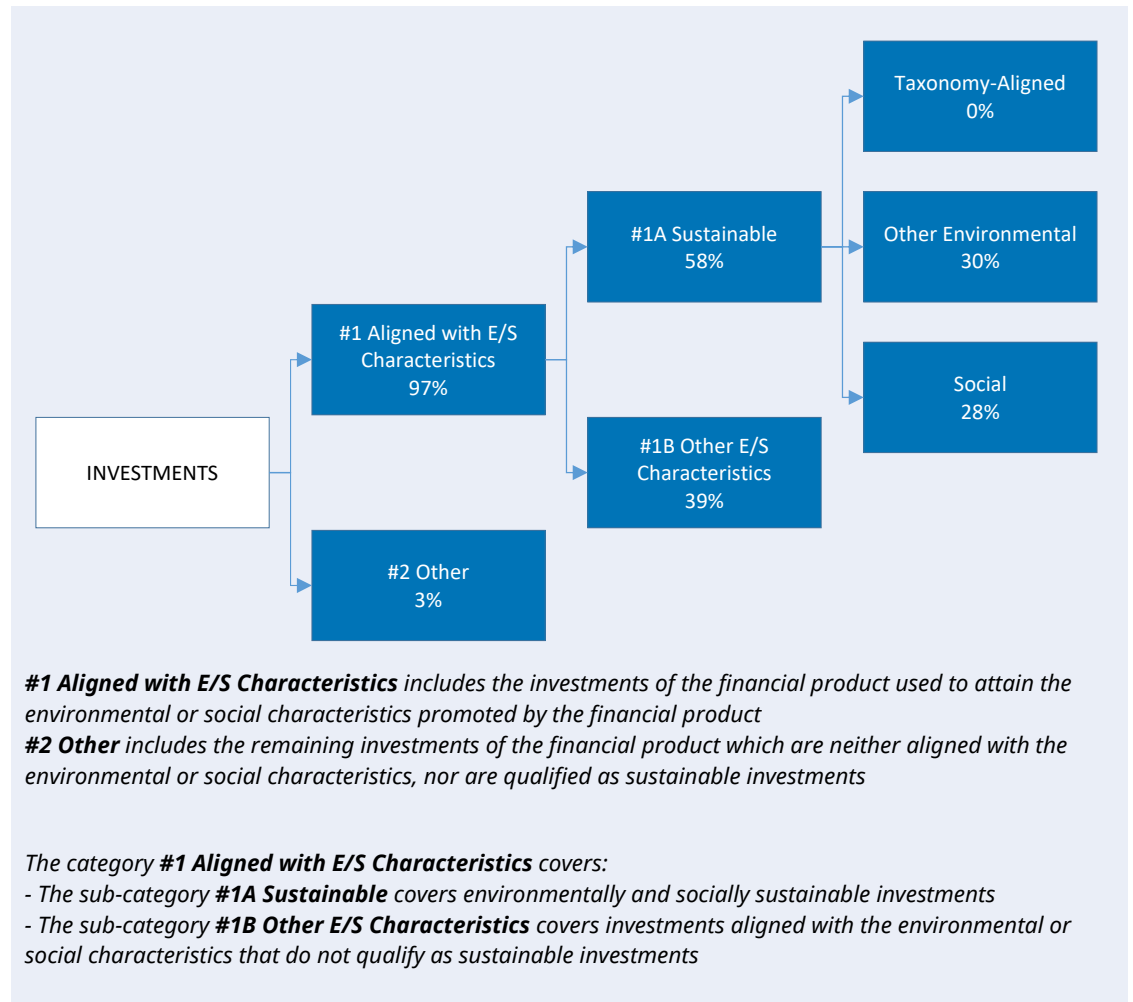 Taxonomy-Aligned
0%
#1A Sustainable
58%
Other Environmental
30%
#1 Aligned with E/S
Characteristics
97%
Social
28%
INVESTMENTS
#1B Other E/S
Characteristics
39%
#2 Other
3%
#1 Aligned with E/S Characteristics includes the investments of the financial product used to attain the
environmental or social characteristics promoted by the financial product
#2 Other includes the remaining investments of the financial product which are neither aligned with the
environmental or social characteristics, nor are qualified as sustainable investments
The category #1 Aligned with E/S Characteristics covers:
- The sub-category #1A Sustainable covers environmentally and socially sustainable investments
- The sub-category #1B Other E/S Characteristics covers investments aligned with the environmental or
social characteristics that do not qualify as sustainable investments